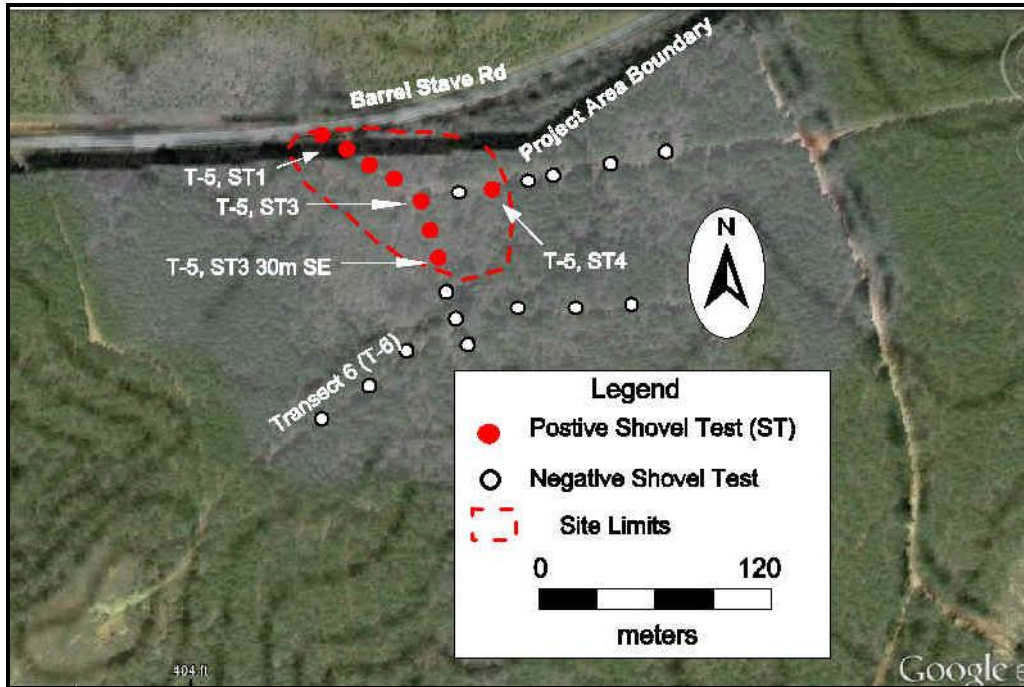 Barrel Stave Rd
Project Area Boundary
T-5, ST1
T-5, ST3
T-5, ST3 30m SE
T-5, ST4
N
Transect 6 (T-6)
Legend
Postive Shovel Test (ST)
Negative Shovel Test
Site Limits
0 120
meters
404 ft
Google